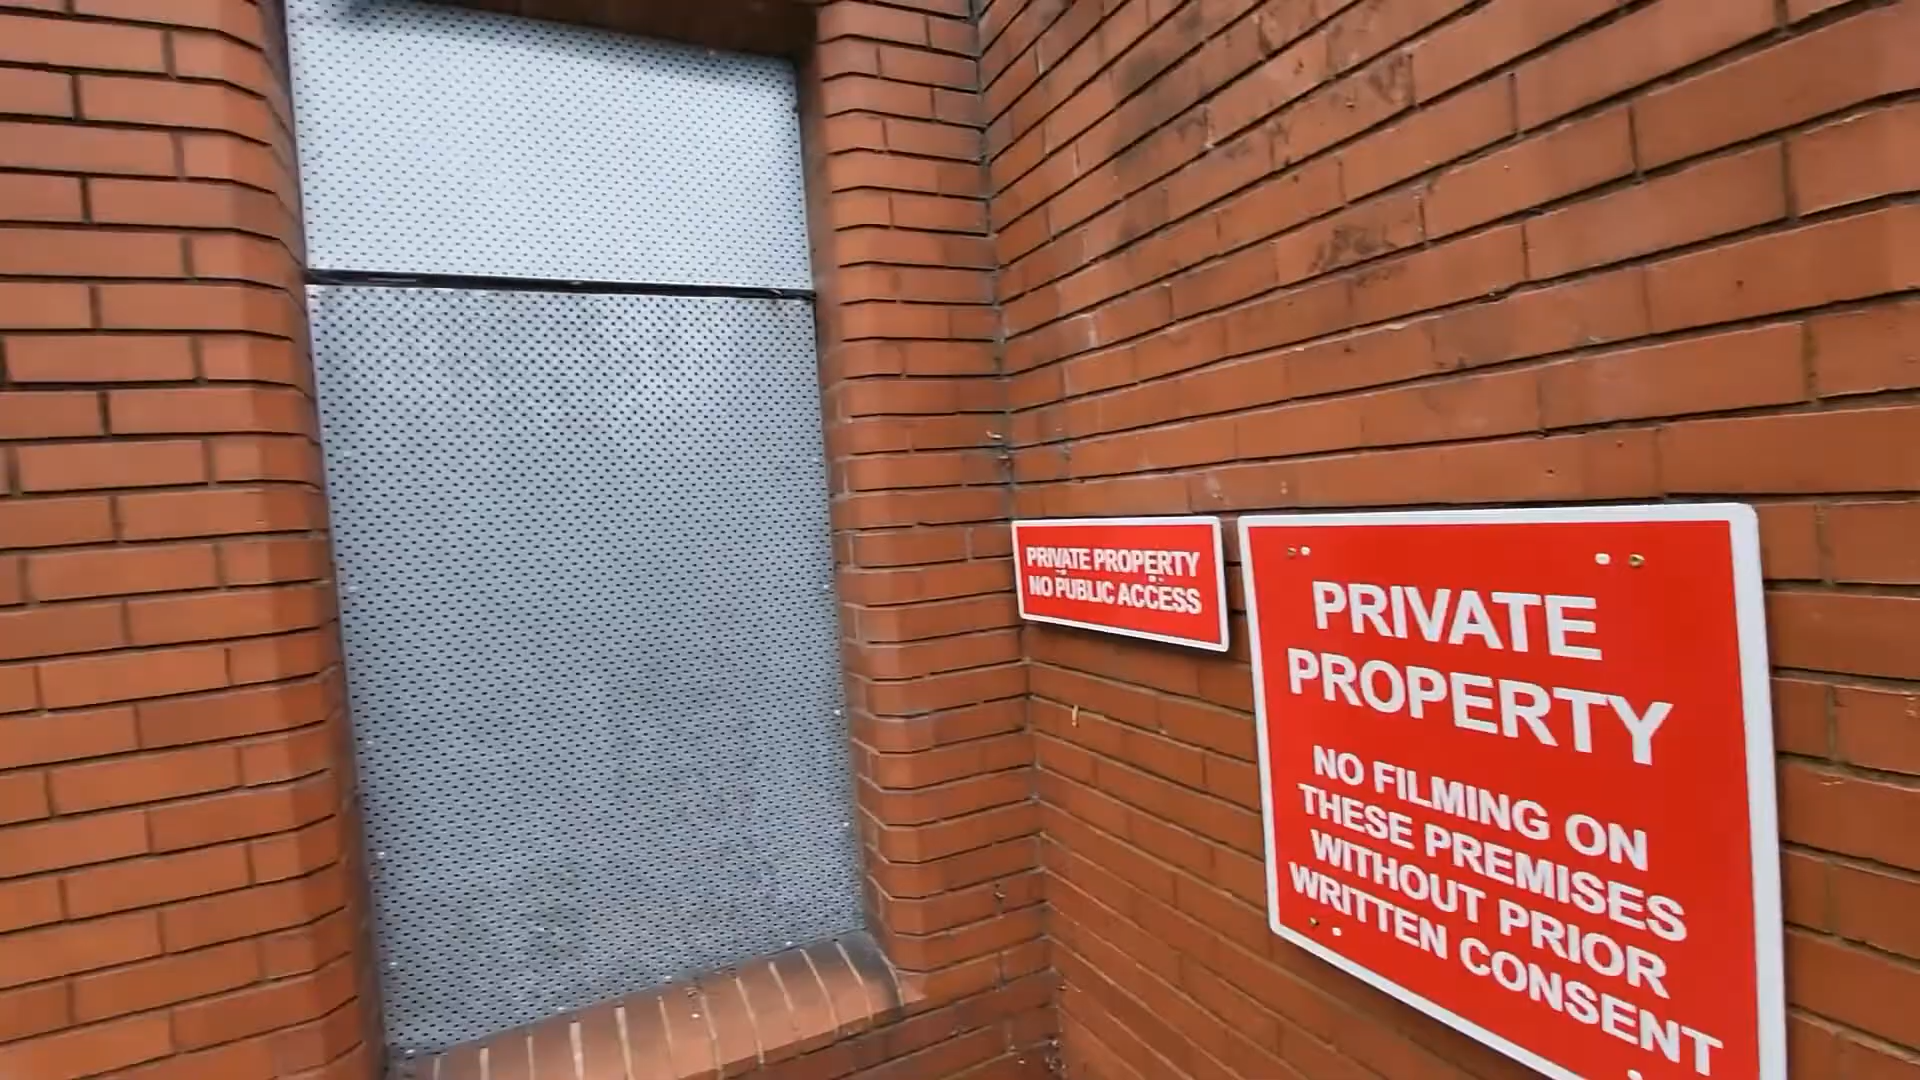 PRIVATE PROPERTY
NO PUBLIC ACCESS
PRIVATE
PROPERTY
NO FILMING ON
THESE PREMISES
WITHOUT PRIOR
WRITTEN CONSENT